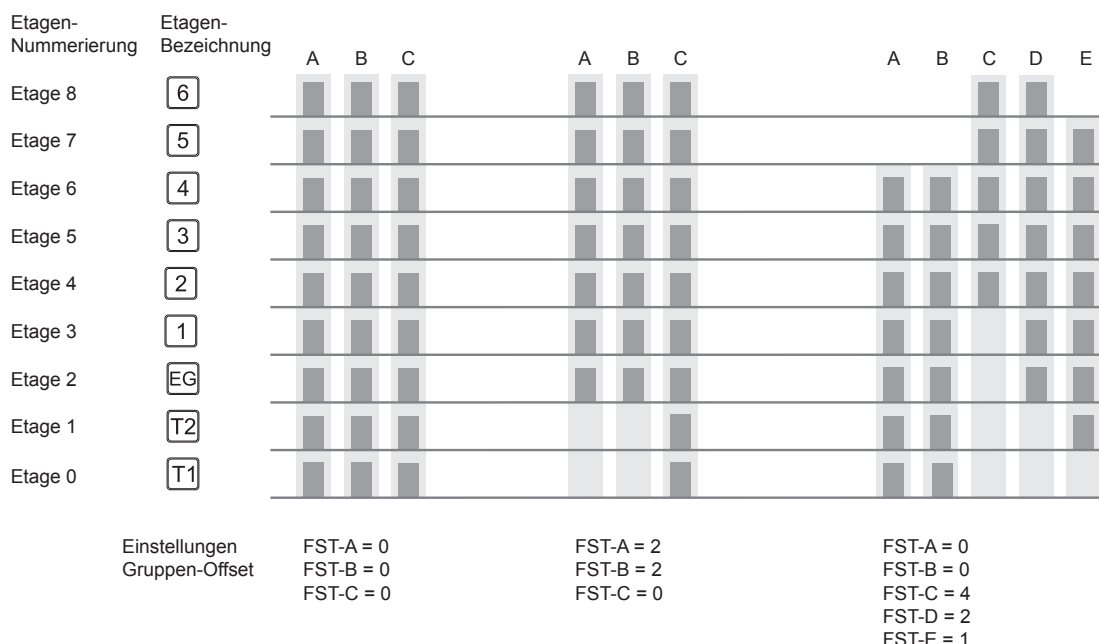 Etagen-
Nummerierung
Etagen-
Bezeichnung
A B C
A B C
A B C D E
Etage 8 6
Etage 7 5
Etage 6 4
Etage 5 3
Etage 4 2
Etage 3 1
Etage 2 EG
Etage 1 T2
Etage 0 T1
Einstellungen
Gruppen-Offset
FST-A = 0
FST-B = 0
FST-C = 0
FST-A = 2
FST-B = 2
FST-C = 0
FST-A = 0
FST-B = 0
FST-C = 4
FST-D = 2
FST-E = 1